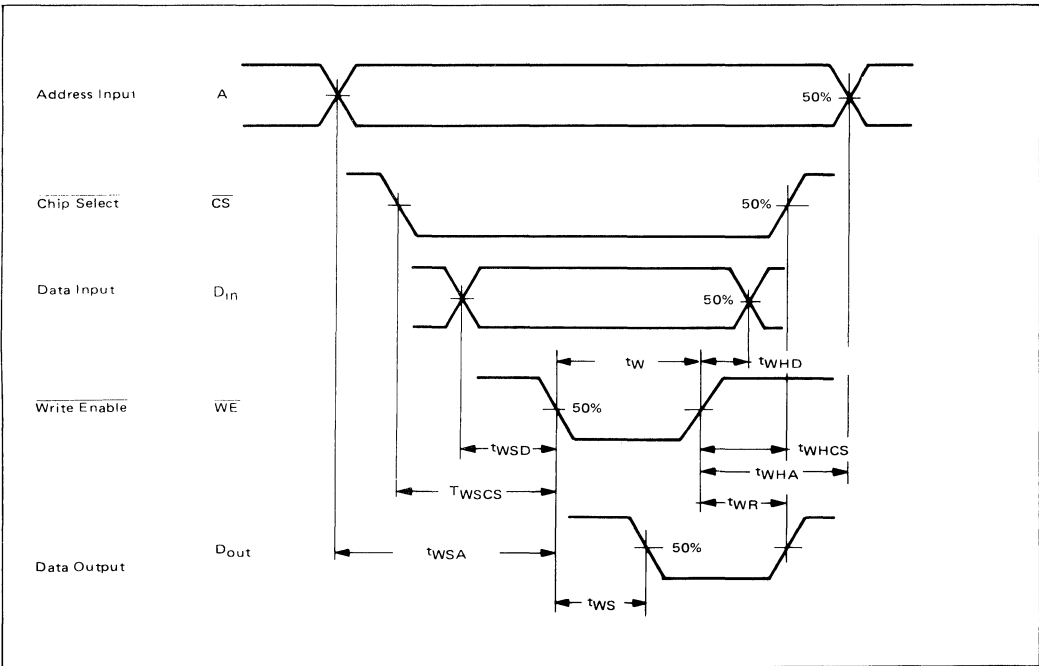 Address Input A 50%
Chip Select CS 50%
Data Input Din 50%
tW tWHD
Write Enable WE 50%
tWSD tWHCS
tWHA
TWSCS tWR
Dout 50%
tWSA
Data Output
tWS